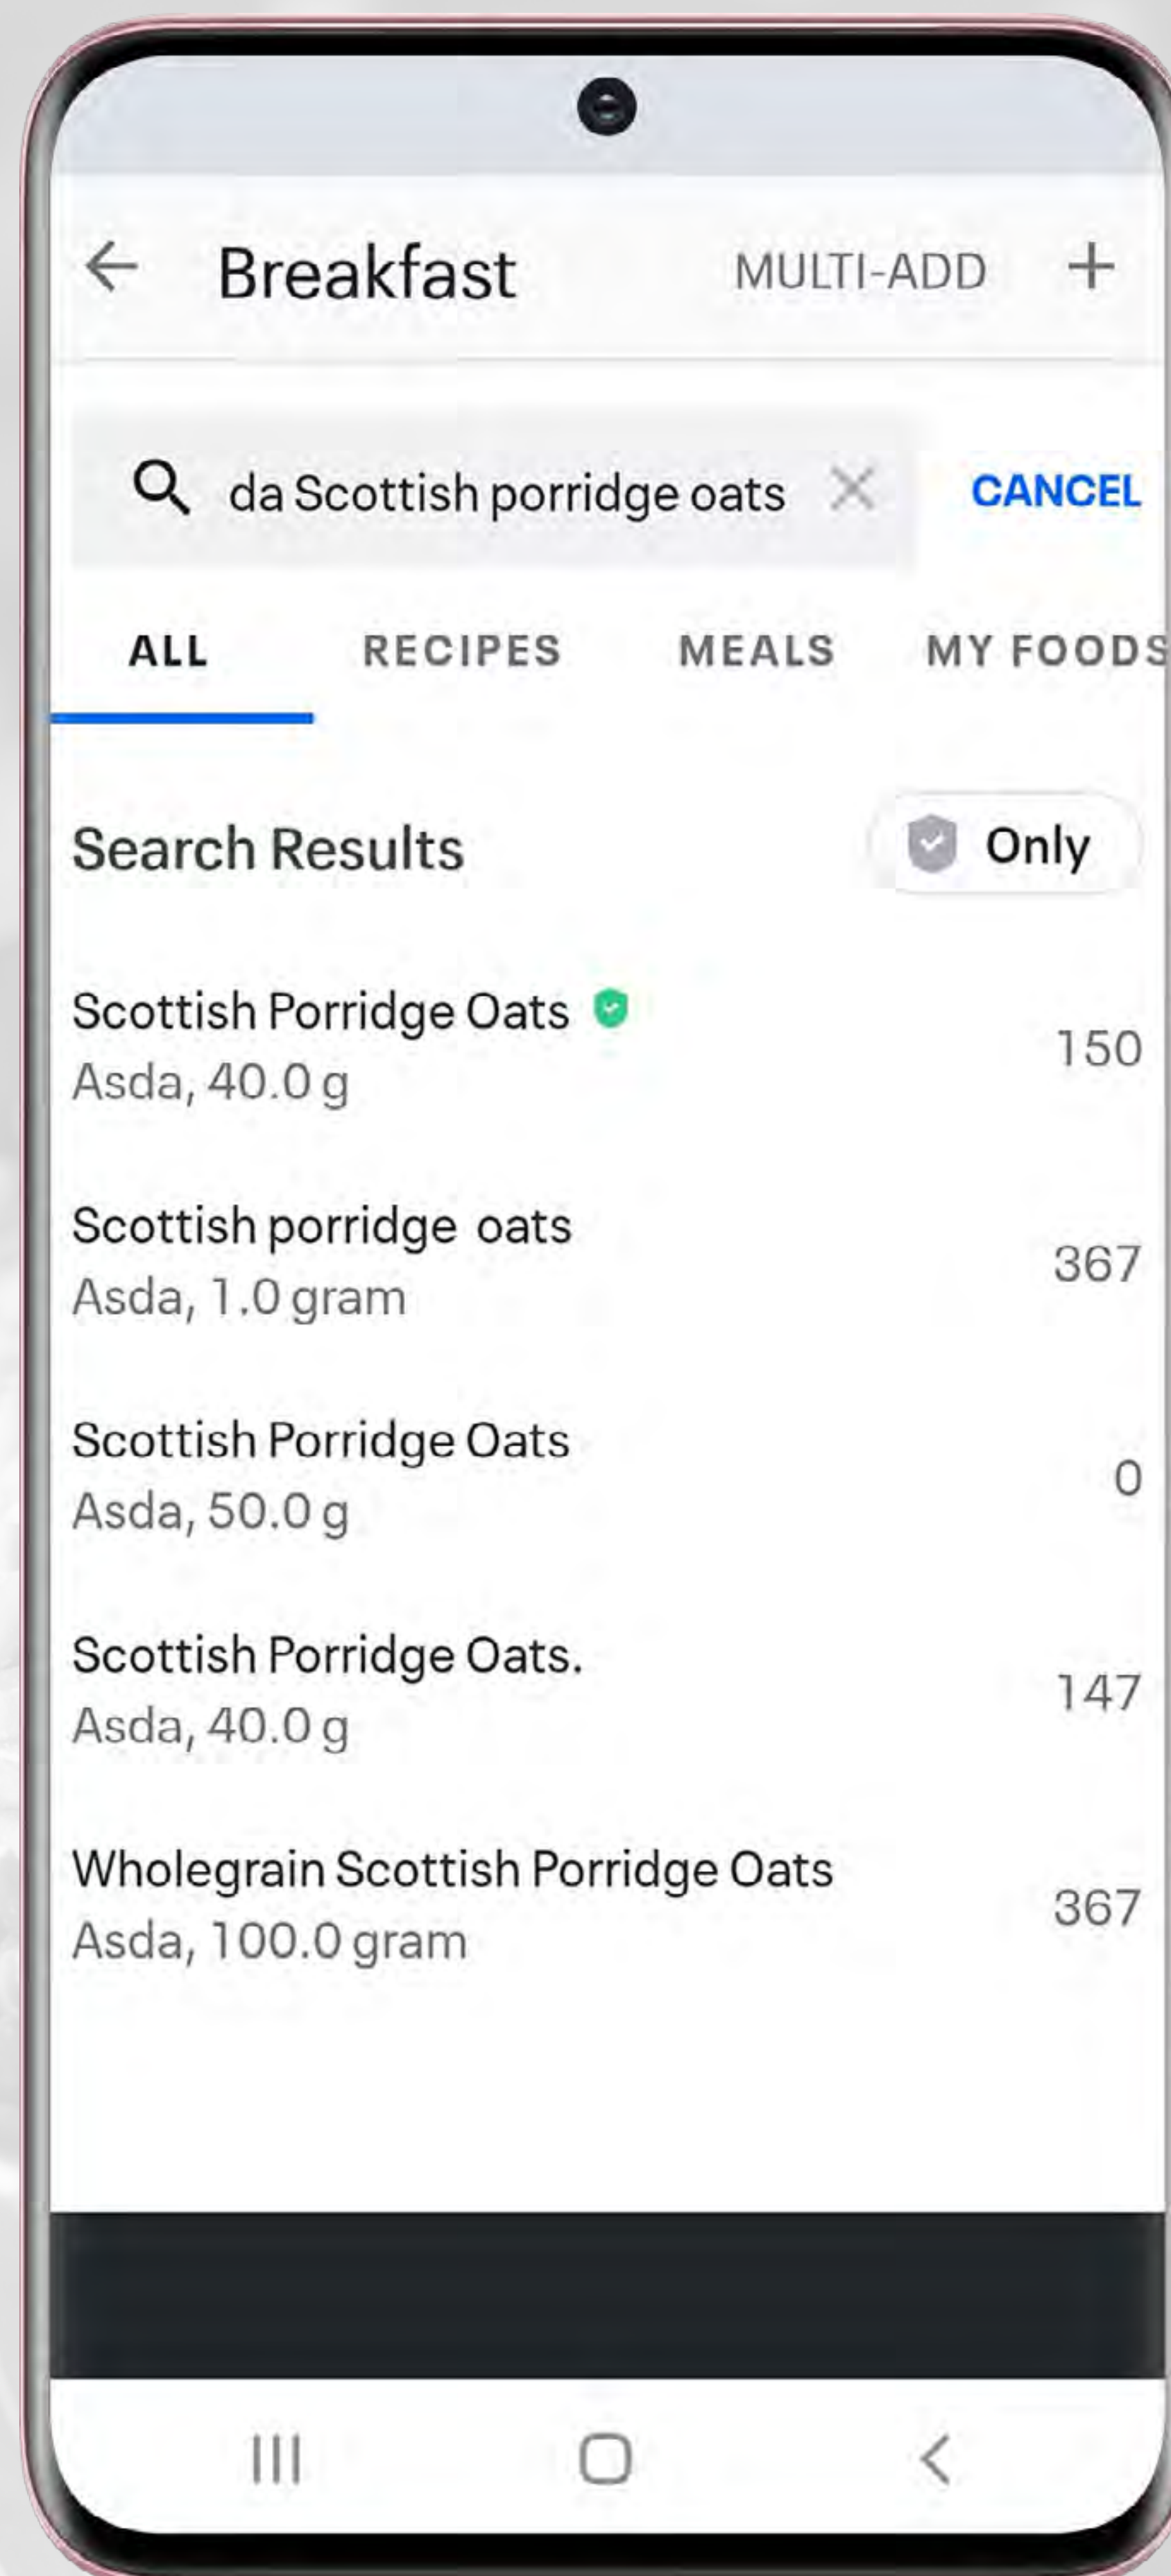 Breakfast MULTI-ADD +
da Scottish porridge oats CANCEL
ALL RECIPES MEALS MY FOODS
Search Results Only
Scottish Porridge Oats
150
Asda, 40.0 g
Scottish porridge oats
367
Asda, 1.0 gram
Scottish Porridge Oats
0
Asda, 50.0 g
Scottish Porridge Oats.
147
Asda, 40.0 g
Wholegrain Scottish Porridge Oats
367
Asda, 100.0 gram